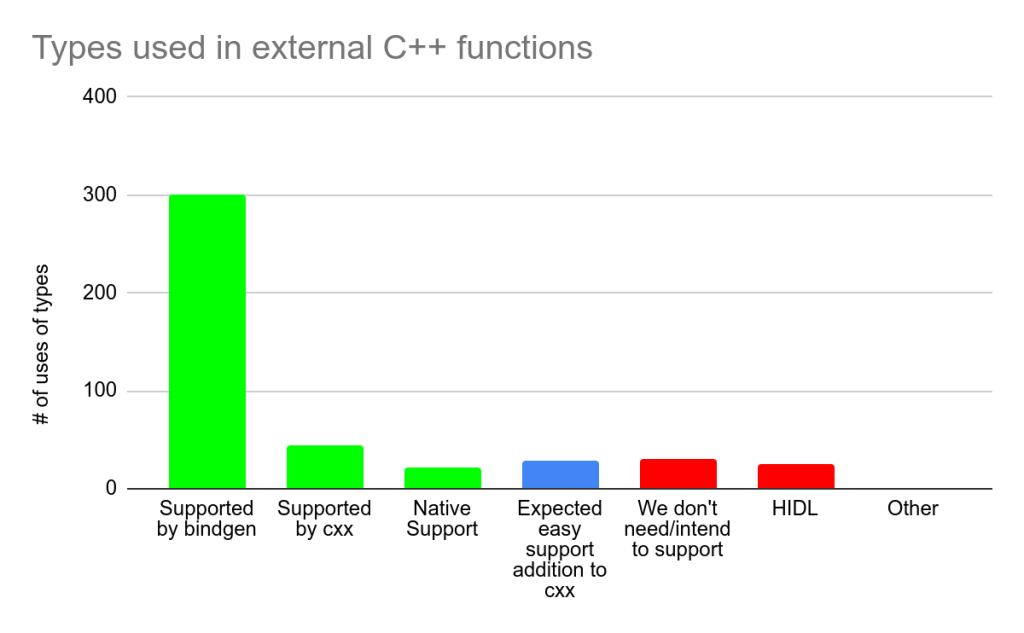 Types used in external C++ functions
400
300
200
100
0
# of uses of types
Supported
by bindgen
Supported
by cxx
Native
Support
Expected
easy
support
addition to
cxx
We don't
need/intend
to support
HIDL
Other